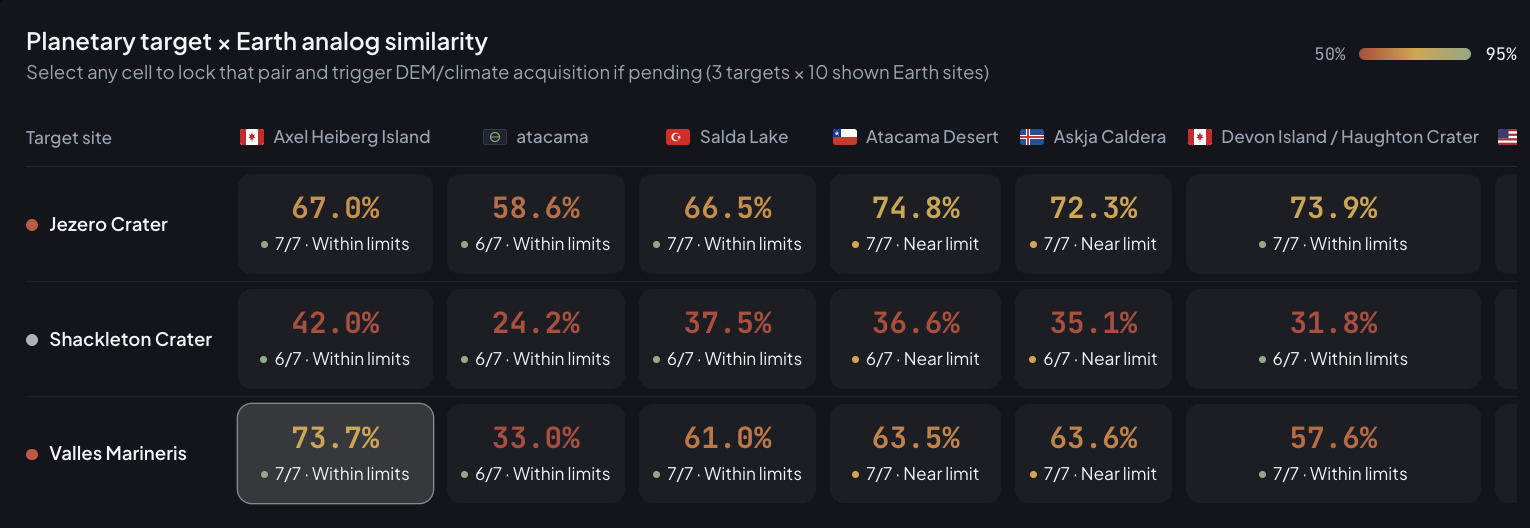 Planetary target × Earth analog similarity
Select any cell to lock that pair and trigger DEM/climate acquisition if pending (3 targets × 10 shown Earth sites)
50% 95%
Target site Axel Heiberg Island atacama Salda Lake Atacama Desert Askja Caldera Devon Island / Haughton Crater
67.0% 58.6% 66.5% 74.8% 72.3% 73.9%
Jezero Crater
7/7 · Within limits 6/7 · Within limits 7/7 · Within limits 7/7 · Near limit 7/7 · Near limit 7/7 · Within limits
42.0% 24.2% 37.5% 36.6% 35.1% 31.8%
Shackleton Crater
6/7 · Within limits 6/7 · Within limits 6/7 · Within limits 6/7 · Near limit 6/7 · Near limit 6/7 · Within limits
73.7% 33.0% 61.0% 63.5% 63.6% 57.6%
Valles Marineris
7/7 · Within limits 6/7 · Within limits 7/7 · Within limits 7/7 · Near limit 7/7 · Near limit 7/7 · Within limits